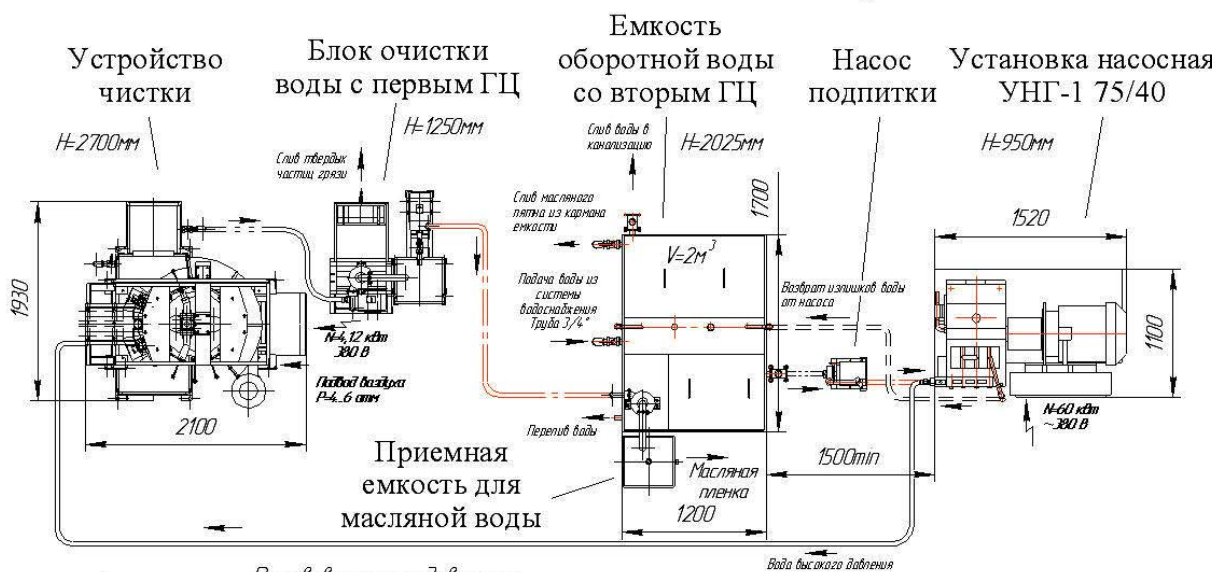 Устройство
чистки
H=2700мм
Блок очистки
воды с первым ГЦ
H=1250мм
Емкость
оборотной воды
со вторым ГЦ
H=2025мм
Насос
подпитки
Установка насосная
УНГ-1 75/40
H=950мм
Слив твердых
частиц грязи
Слив воды в
канализацию
Слив масляного
пятна из кармана
емкости
1700
1520
V=2м³
1930
Подача воды из
системы
водоснабжения
Труба 3/4"
Возврат излишков воды
от насоса
1100
N=4,12 кВт
380 В
Подвод воздуха
P=4...6 атм
2100
Перелив воды
N=60 кВт
~380 В
Приемная
емкость для
масляной воды
Масляная
пленка
1500min
1200
Вода высокого давления